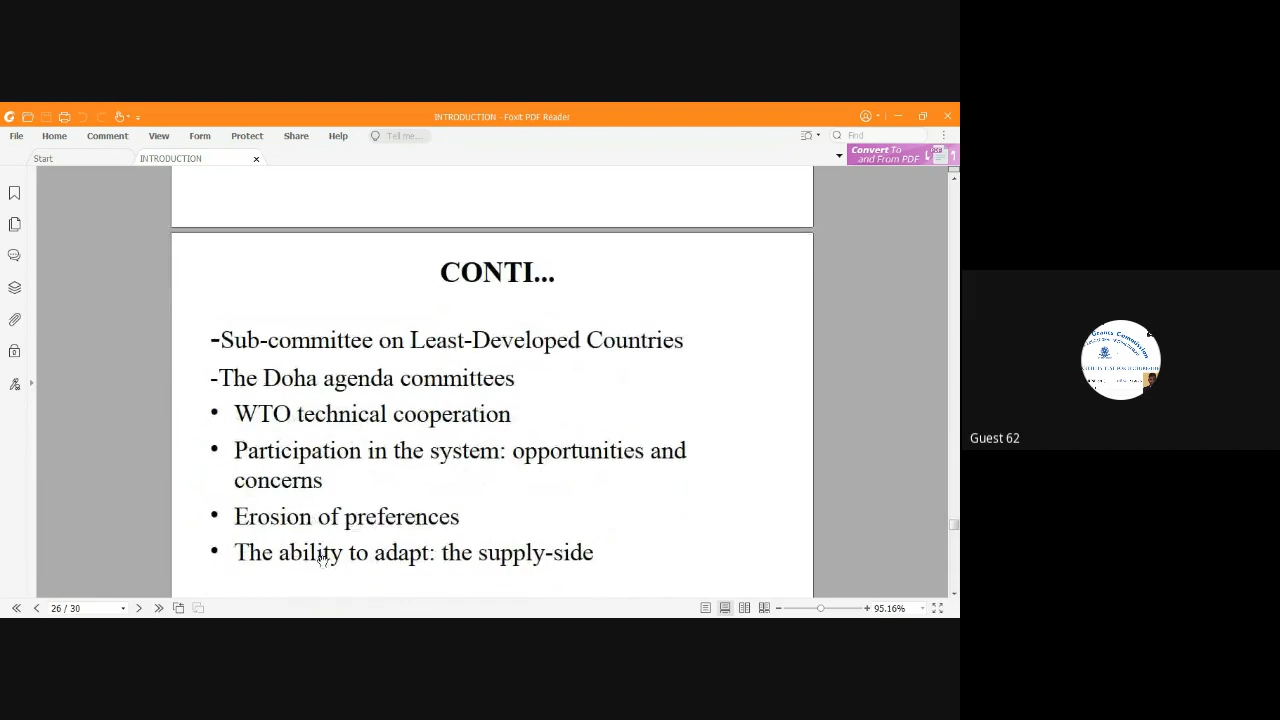 INTRODUCTION - Foxit PDF Reader
File Home Comment View Form Protect Share Help Tell me... Find
Start INTRODUCTION
Convert To
and From PDF
CONTI...
-Sub-committee on Least-Developed Countries
-The Doha agenda committees
• WTO technical cooperation
• Participation in the system: opportunities and
concerns
• Erosion of preferences
• The ability to adapt: the supply-side
Grants Commission
Guest 62
26 / 30 95.16%